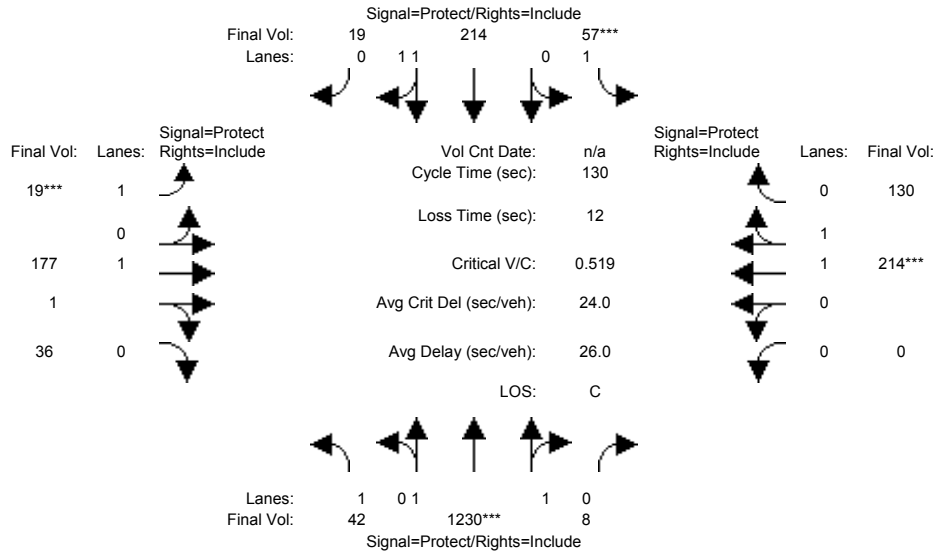 Signal=Protect/Rights=Include
Final Vol: 19 214 57***
Lanes: 0 1 1 0 1
Signal=Protect Signal=Protect
Final Vol: Lanes: Rights=Include Vol Cnt Date: n/a Rights=Include Lanes: Final Vol:
Cycle Time (sec): 130
19*** 1 0 130
Loss Time (sec): 12
0 1
177 1 Critical V/C: 0.519 1 214***
1 0 Avg Crit Del (sec/veh): 24.0 0
36 0 Avg Delay (sec/veh): 26.0 0 0
LOS: C
Lanes: 1 0 1 1 0
Final Vol: 42 1230*** 8
Signal=Protect/Rights=Include